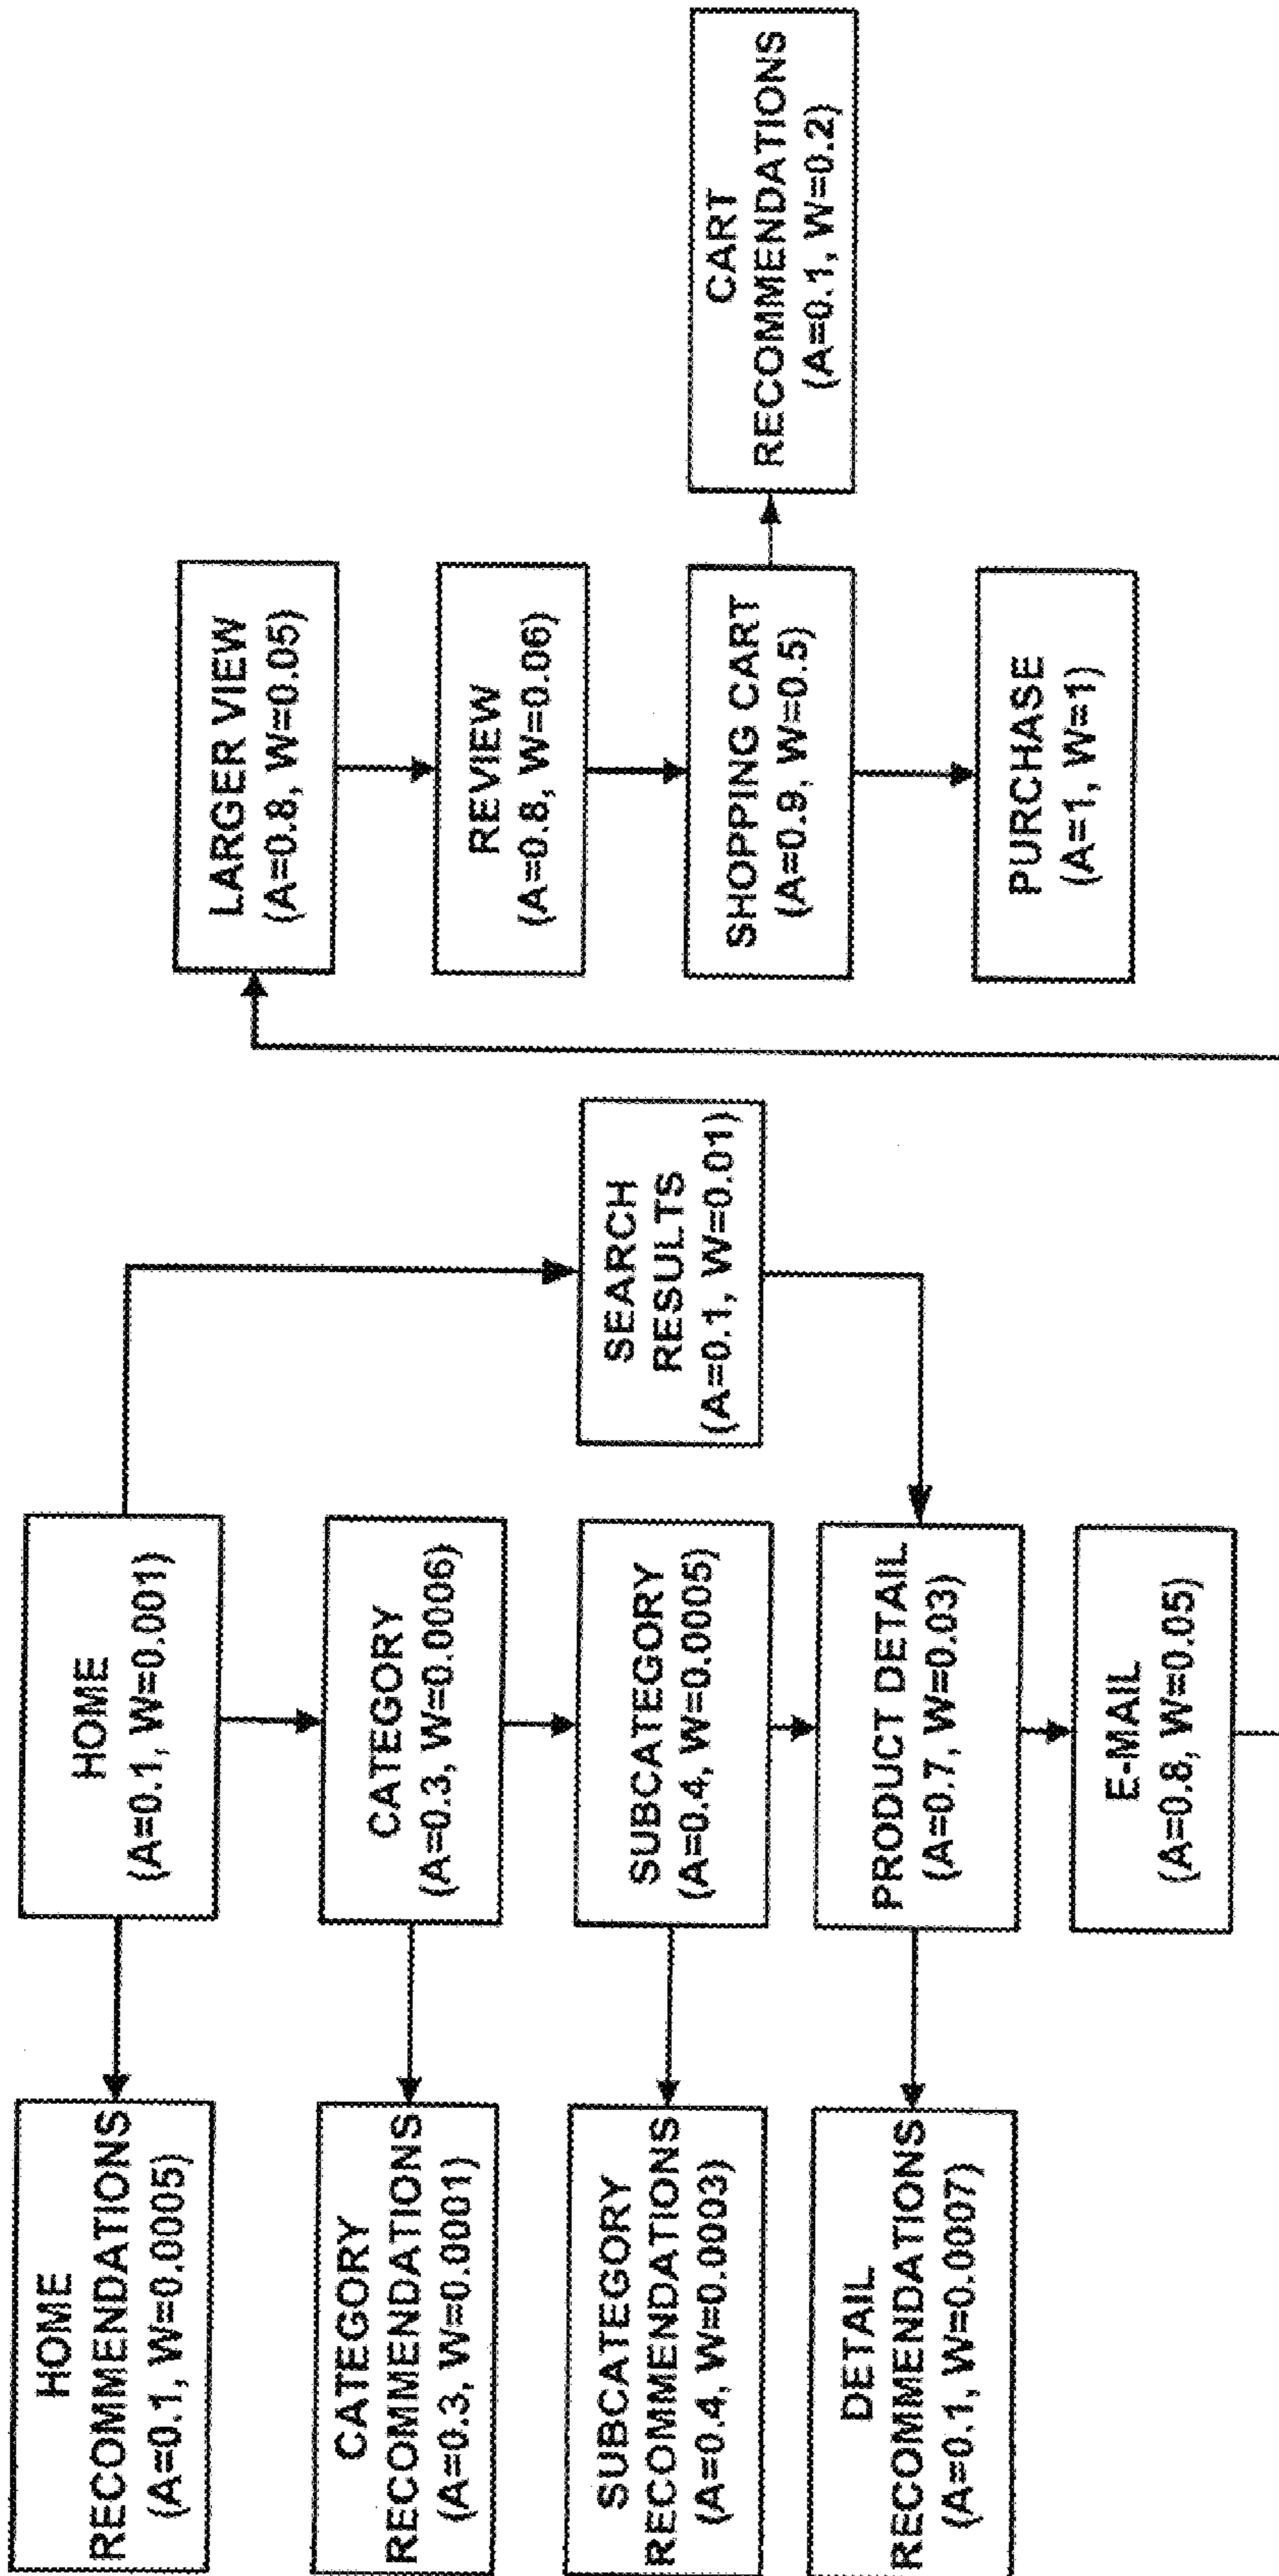 HOME
RECOMMENDATIONS
(A=0.1, W=0.0005)
HOME
(A=0.1, W=0.001)
CATEGORY
RECOMMENDATIONS
(A=0.3, W=0.0001)
CATEGORY
(A=0.3, W=0.0006)
SUBCATEGORY
RECOMMENDATIONS
(A=0.4, W=0.0003)
SUBCATEGORY
(A=0.4, W=0.0005)
SEARCH
RESULTS
(A=0.1, W=0.01)
DETAIL
RECOMMENDATIONS
(A=0.1, W=0.0007)
PRODUCT DETAIL
(A=0.7, W=0.03)
E-MAIL
(A=0.8, W=0.05)
LARGER VIEW
(A=0.8, W=0.05)
REVIEW
(A=0.8, W=0.06)
SHOPPING CART
(A=0.9, W=0.5)
CART
RECOMMENDATIONS
(A=0.1, W=0.2)
PURCHASE
(A=1, W=1)